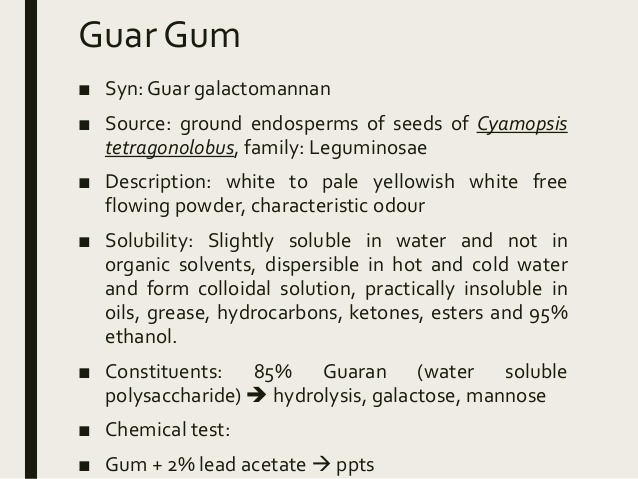 Guar Gum
■ Syn: Guar galactomannan
■ Source: ground endosperms of seeds of Cyamopsis
tetragonolobus, family: Leguminosae
■ Description: white to pale yellowish white free
flowing powder, characteristic odour
■ Solubility: Slightly soluble in water and not in
organic solvents, dispersible in hot and cold water
and form colloidal solution, practically insoluble in
oils, grease, hydrocarbons, ketones, esters and 95%
ethanol.
■ Constituents: 85% Guaran (water soluble
polysaccharide) → hydrolysis, galactose, mannose
■ Chemical test:
■ Gum + 2% lead acetate → ppts